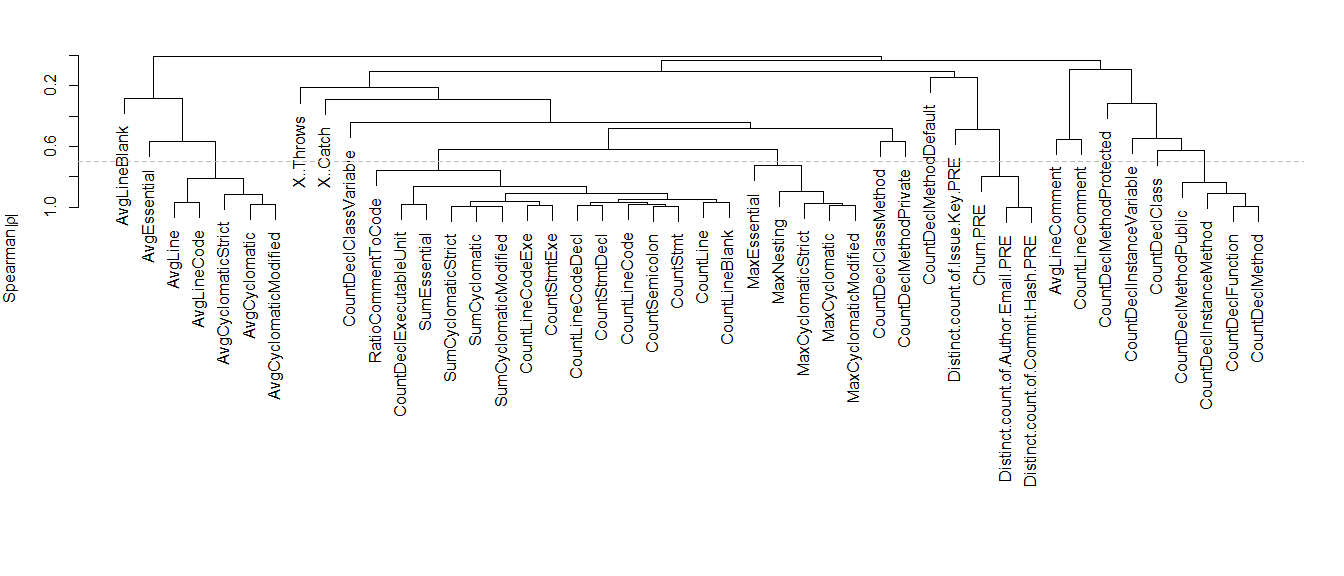 Spearman|ρ|
0.2
0.6
1.0
AvgLineBlank
AvgEssential
AvgLine
AvgLineCode
AvgCyclomaticStrict
AvgCyclomatic
AvgCyclomaticModified
X..Throws
X..Catch
CountDeclClassVariable
RatioCommentToCode
CountDeclExecutableUnit
SumEssential
SumCyclomaticStrict
SumCyclomatic
SumCyclomaticModified
CountLineCodeExe
CountStmtExe
CountLineCodeDecl
CountStmtDecl
CountLineCode
CountSemicolon
CountStmt
CountLine
CountLineBlank
MaxEssential
MaxNesting
MaxCyclomaticStrict
MaxCyclomatic
MaxCyclomaticModified
CountDeclClassMethod
CountDeclMethodPrivate
CountDeclMethodDefault
Distinct.count.of.Issue.Key.PRE
Churn.PRE
Distinct.count.of.Author.Email.PRE
Distinct.count.of.Commit.Hash.PRE
AvgLineComment
CountLineComment
CountDeclMethodProtected
CountDeclInstanceVariable
CountDeclClass
CountDeclMethodPublic
CountDeclInstanceMethod
CountDeclFunction
CountDeclMethod